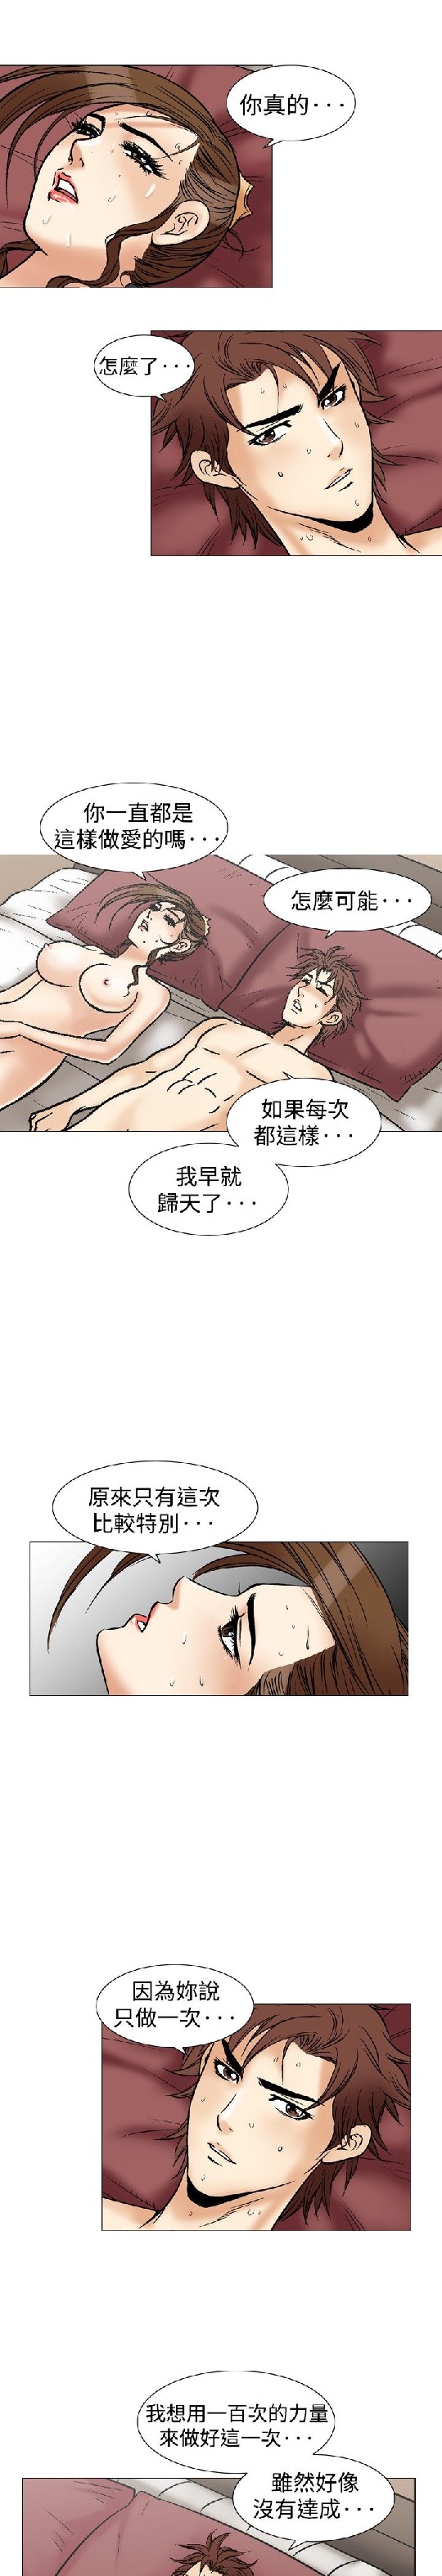 你真的···
怎麼了···
你一直都是
這樣做愛的嗎···
怎麼可能···
如果每次
都這樣···
我早就
歸天了···
原來只有這次
比較特別···
因為妳說
只做一次···
我想用一百次的力量
來做好這一次···
雖然好像
沒有達成···